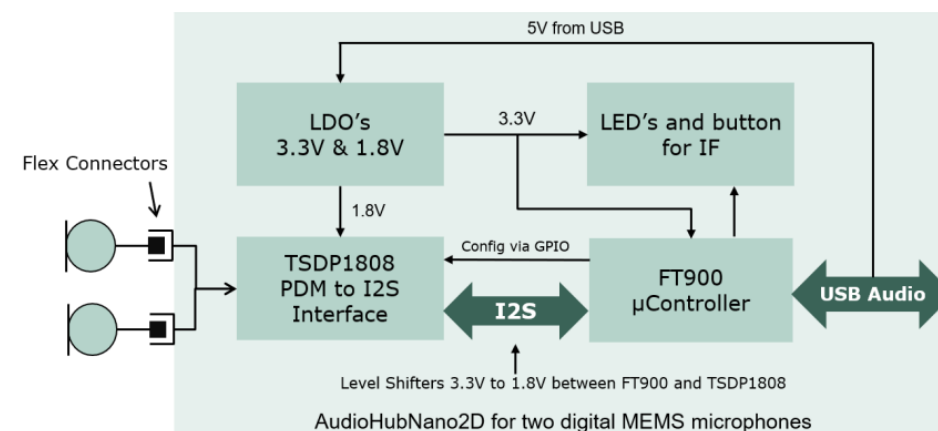 5V from USB
LDO's
3.3V & 1.8V
3.3V
LED's and button
for IF
Flex Connectors
1.8V
TSDP1808
PDM to I2S
Interface
Config via GPIO
I2S
FT900
µController
USB Audio
Level Shifters 3.3V to 1.8V between FT900 and TSDP1808
AudioHubNano2D for two digital MEMS microphones